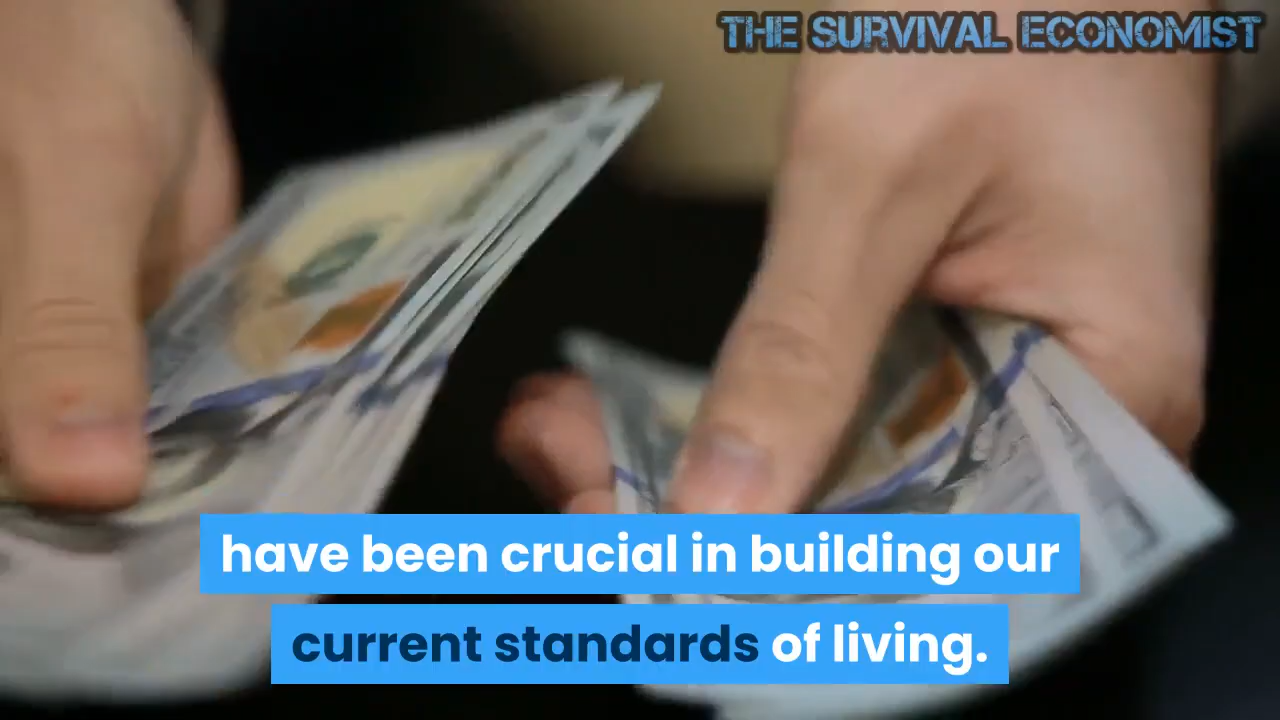 THE SURVIVAL ECONOMIST
have been crucial in building our
current standards of living.